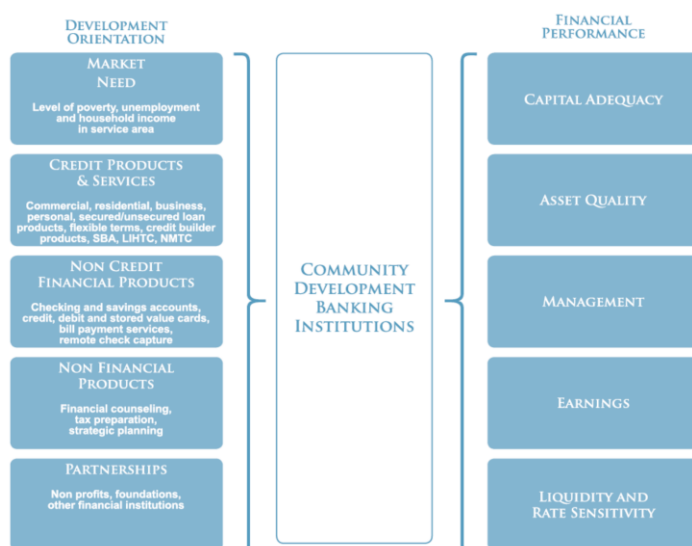 DEVELOPMENT
ORIENTATION
MARKET
NEED
Level of poverty, unemployment
and household income
in service area
CREDIT PRODUCTS
& SERVICES
Commercial, residential, business,
personal, secured/unsecured loan
products, flexible terms, credit builder
products, SBA, LIHTC, NMTC
NON CREDIT
FINANCIAL PRODUCTS
Checking and savings accounts,
credit, debit and stored value cards,
bill payment services,
remote check capture
NON FINANCIAL
PRODUCTS
Financial counseling,
tax preparation,
strategic planning
PARTNERSHIPS
Non profits, foundations,
other financial institutions
COMMUNITY
DEVELOPMENT
BANKING
INSTITUTIONS
FINANCIAL
PERFORMANCE
CAPITAL ADEQUACY
ASSET QUALITY
MANAGEMENT
EARNINGS
LIQUIDITY AND
RATE SENSITIVITY